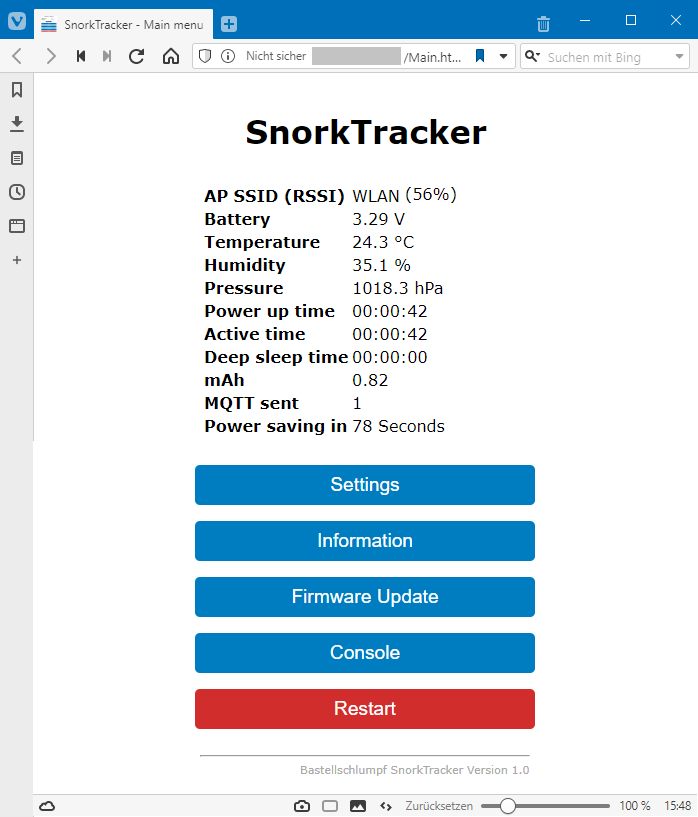 SnorkTracker - Main menu
Nicht sicher /Main.ht... Suchen mit Bing
SnorkTracker
AP SSID (RSSI) WLAN (56%)
Battery 3.29 V
Temperature 24.3 °C
Humidity 35.1 %
Pressure 1018.3 hPa
Power up time 00:00:42
Active time 00:00:42
Deep sleep time 00:00:00
mAh 0.82
MQTT sent 1
Power saving in 78 Seconds
Settings
Information
Firmware Update
Console
Restart
Bastellschlumpf SnorkTracker Version 1.0
Zurücksetzen 100 % 15:48